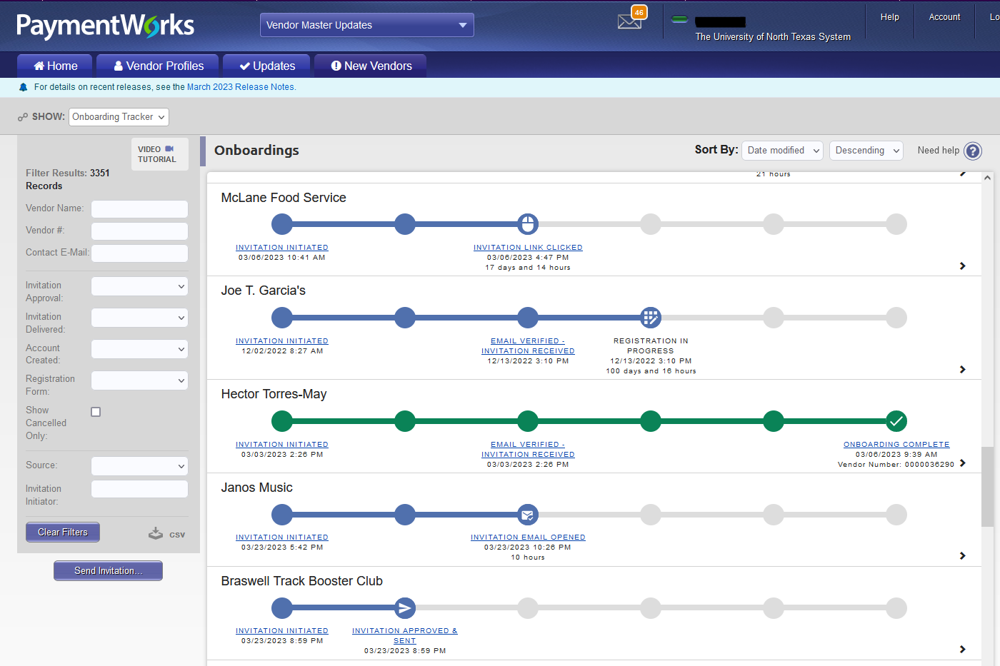 PaymentWorks
Vendor Master Updates
46
The University of North Texas System
Help
Account
Lo
Home
Vendor Profiles
Updates
New Vendors
For details on recent releases, see the March 2023 Release Notes.
SHOW:
Onboarding Tracker
VIDEO
TUTORIAL
Filter Results: 3351
Records
Vendor Name:
Vendor #:
Contact E-Mail:
Invitation
Approval:
Invitation
Delivered:
Account
Created:
Registration
Form:
Show
Cancelled
Only:
Source:
Invitation
Initiator:
Clear Filters
csv
Send Invitation...
Onboardings
Sort By:
Date modified
Descending
Need help
?
21 hours
McLane Food Service
INVITATION INITIATED
03/06/2023 10:41 AM
INVITATION LINK CLICKED
03/06/2023 4:47 PM
17 days and 14 hours
Joe T. Garcia's
INVITATION INITIATED
12/02/2022 8:27 AM
EMAIL VERIFIED -
INVITATION RECEIVED
12/13/2022 3:10 PM
REGISTRATION IN
PROGRESS
12/13/2022 3:10 PM
100 days and 16 hours
Hector Torres-May
INVITATION INITIATED
03/03/2023 2:26 PM
EMAIL VERIFIED -
INVITATION RECEIVED
03/03/2023 2:26 PM
ONBOARDING COMPLETE
03/06/2023 9:39 AM
Vendor Number: 0000036290
Janos Music
INVITATION INITIATED
03/23/2023 5:42 PM
INVITATION EMAIL OPENED
03/23/2023 10:26 PM
10 hours
Braswell Track Booster Club
INVITATION INITIATED
03/23/2023 8:59 PM
INVITATION APPROVED &
SENT
03/23/2023 8:59 PM